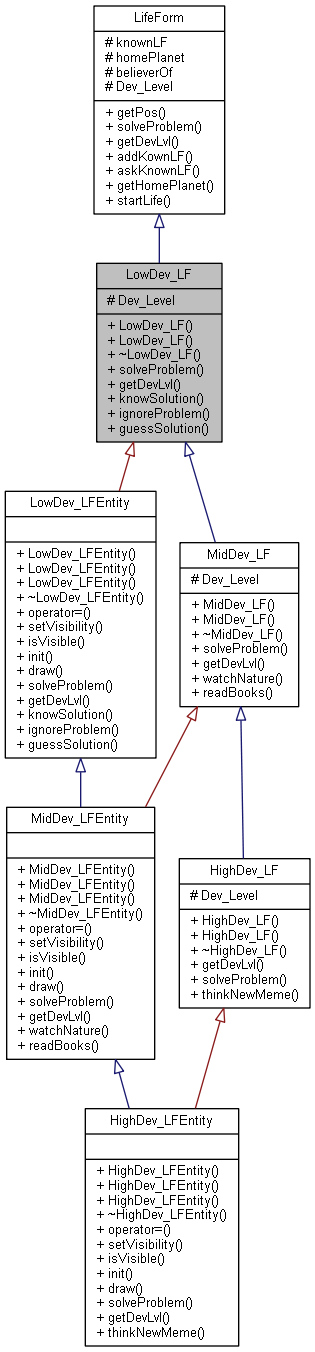 LifeForm
# knownLF
# homePlanet
# believerOf
# Dev_Level
+ getPos()
+ solveProblem()
+ getDevLvl()
+ addKownLF()
+ askKnownLF()
+ getHomePlanet()
+ startLife()
LowDev_LF
# Dev_Level
+ LowDev_LF()
+ LowDev_LF()
+ ~LowDev_LF()
+ solveProblem()
+ getDevLvl()
+ knowSolution()
+ ignoreProblem()
+ guessSolution()
LowDev_LFEntity
+ LowDev_LFEntity()
+ LowDev_LFEntity()
+ LowDev_LFEntity()
+ ~LowDev_LFEntity()
+ operator=()
+ setVisibility()
+ isVisible()
+ init()
+ draw()
+ solveProblem()
+ getDevLvl()
+ knowSolution()
+ ignoreProblem()
+ guessSolution()
MidDev_LF
# Dev_Level
+ MidDev_LF()
+ MidDev_LF()
+ ~MidDev_LF()
+ solveProblem()
+ getDevLvl()
+ watchNature()
+ readBooks()
MidDev_LFEntity
+ MidDev_LFEntity()
+ MidDev_LFEntity()
+ MidDev_LFEntity()
+ ~MidDev_LFEntity()
+ operator=()
+ setVisibility()
+ isVisible()
+ init()
+ draw()
+ solveProblem()
+ getDevLvl()
+ watchNature()
+ readBooks()
HighDev_LF
# Dev_Level
+ HighDev_LF()
+ HighDev_LF()
+ ~HighDev_LF()
+ getDevLvl()
+ solveProblem()
+ thinkNewMeme()
HighDev_LFEntity
+ HighDev_LFEntity()
+ HighDev_LFEntity()
+ HighDev_LFEntity()
+ ~HighDev_LFEntity()
+ operator=()
+ setVisibility()
+ isVisible()
+ init()
+ draw()
+ solveProblem()
+ getDevLvl()
+ thinkNewMeme()